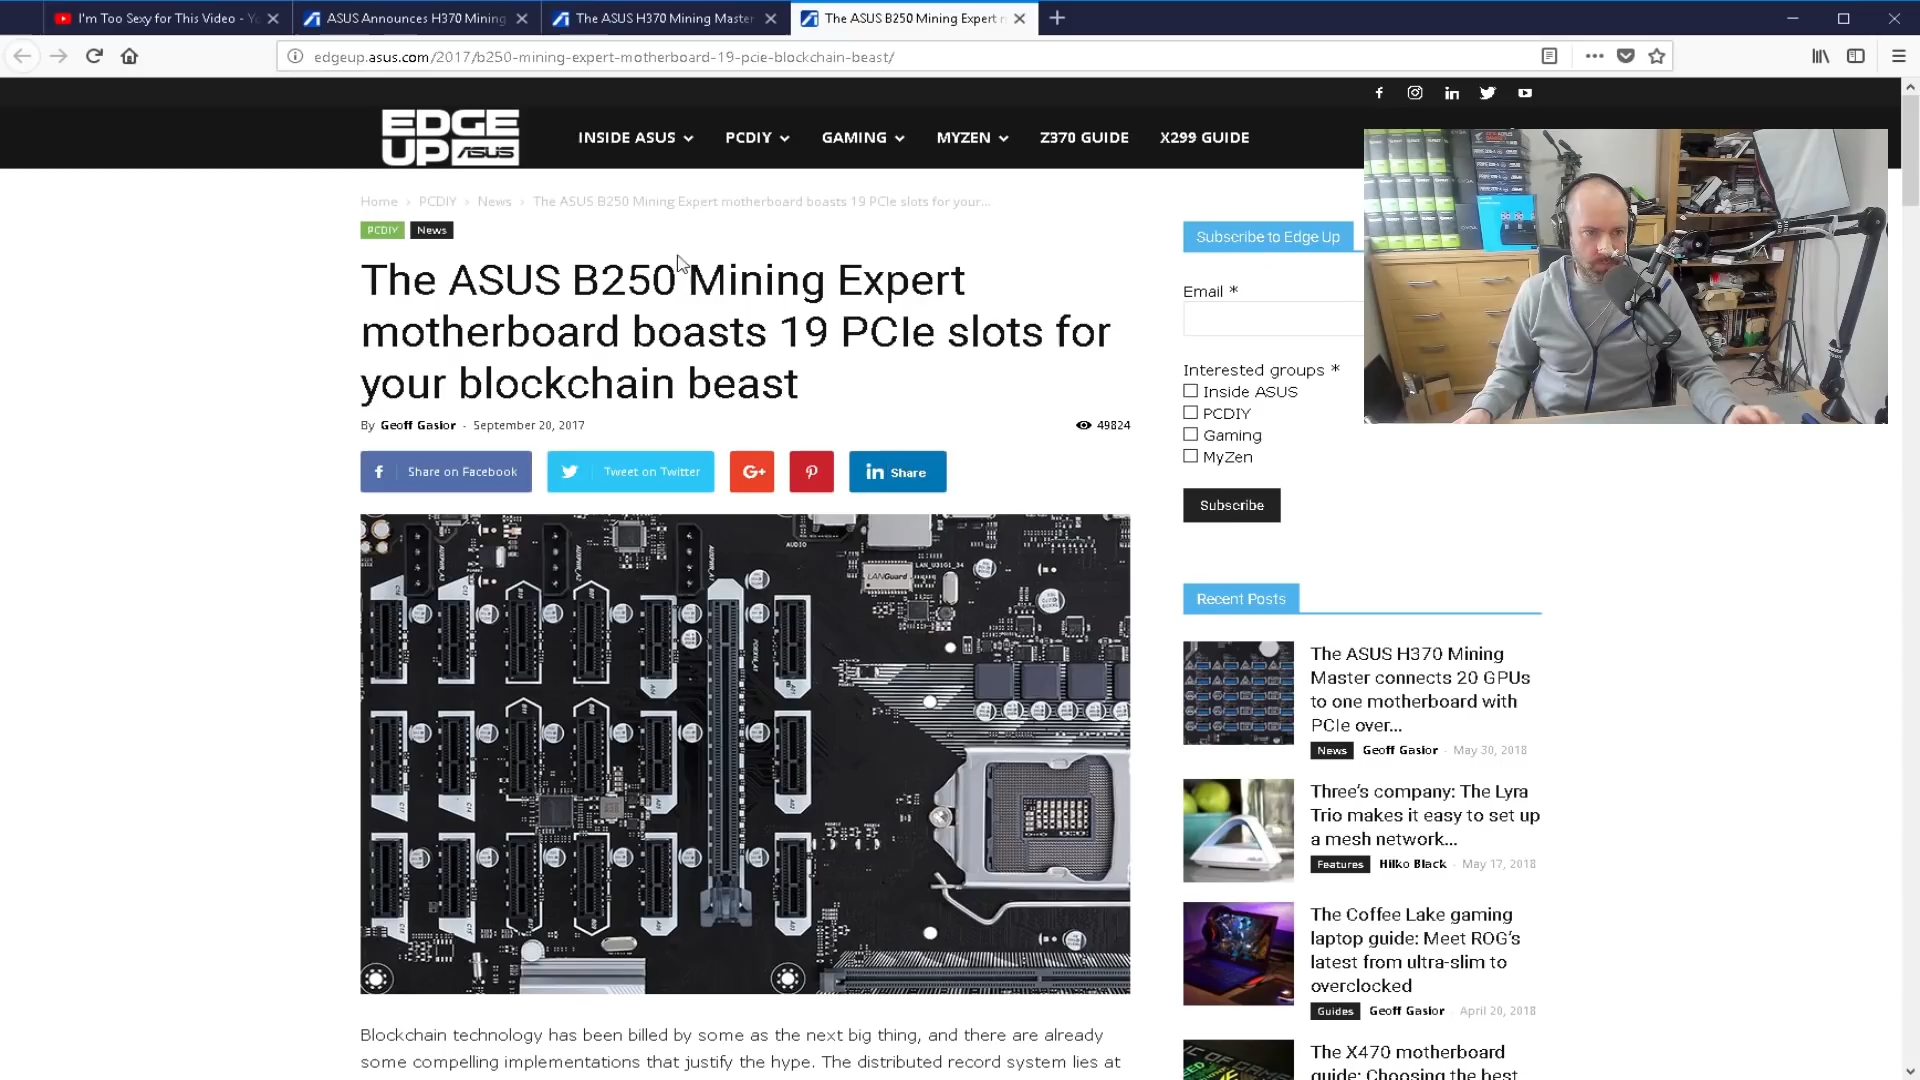 I'm Too Sexy for This Video - Yo
ASUS Announces H370 Mining
The ASUS H370 Mining Master
The ASUS B250 Mining Expert
edgeup.asus.com/2017/b250-mining-expert-motherboard-19-pcie-blockchain-beast/
EDGE UP ASUS
INSIDE ASUS
PCDIY
GAMING
MYZEN
Z370 GUIDE
X299 GUIDE
Home › PCDIY › News › The ASUS B250 Mining Expert motherboard boasts 19 PCIe slots for your...
PCDIY News
The ASUS B250 Mining Expert
motherboard boasts 19 PCIe slots for
your blockchain beast
By Geoff Gasior - September 20, 2017
49824
Share on Facebook
Tweet on Twitter
G+
in Share
AUDIO
LANGuard
LAN_U31G1_34
Blockchain technology has been billed by some as the next big thing, and there are already
some compelling implementations that justify the hype. The distributed record system lies at
Subscribe to Edge Up
Email *
Interested groups *
Inside ASUS
PCDIY
Gaming
MyZen
Subscribe
Recent Posts
The ASUS H370 Mining
Master connects 20 GPUs
to one motherboard with
PCIe over...
News Geoff Gasior - May 30, 2018
Three's company: The Lyra
Trio makes it easy to set up
a mesh network...
Features Hilko Black - May 17, 2018
The Coffee Lake gaming
laptop guide: Meet ROG's
latest from ultra-slim to
overclocked
Guides Geoff Gasior - April 20, 2018
The X470 motherboard
guide: Choosing the best